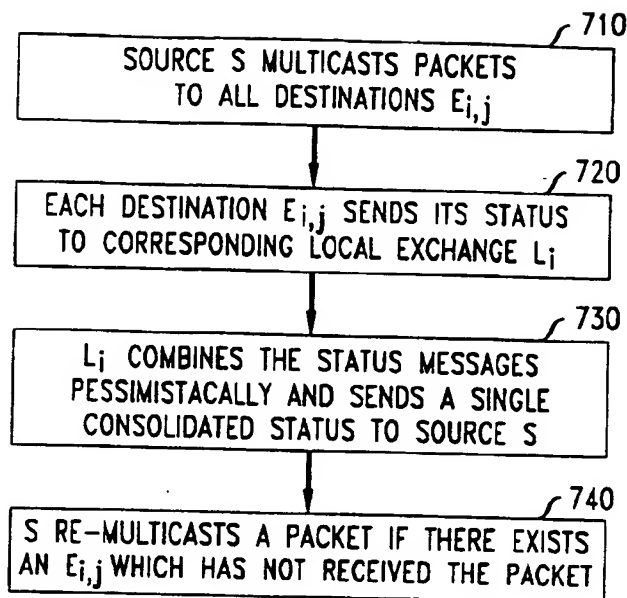 710
SOURCE S MULTICASTS PACKETS
TO ALL DESTINATIONS Ei,j
720
EACH DESTINATION Ei,j SENDS ITS STATUS
TO CORRESPONDING LOCAL EXCHANGE Li
730
Li COMBINES THE STATUS MESSAGES
PESSIMISTACALLY AND SENDS A SINGLE
CONSOLIDATED STATUS TO SOURCE S
740
S RE-MULTICASTS A PACKET IF THERE EXISTS
AN Ei,j WHICH HAS NOT RECEIVED THE PACKET